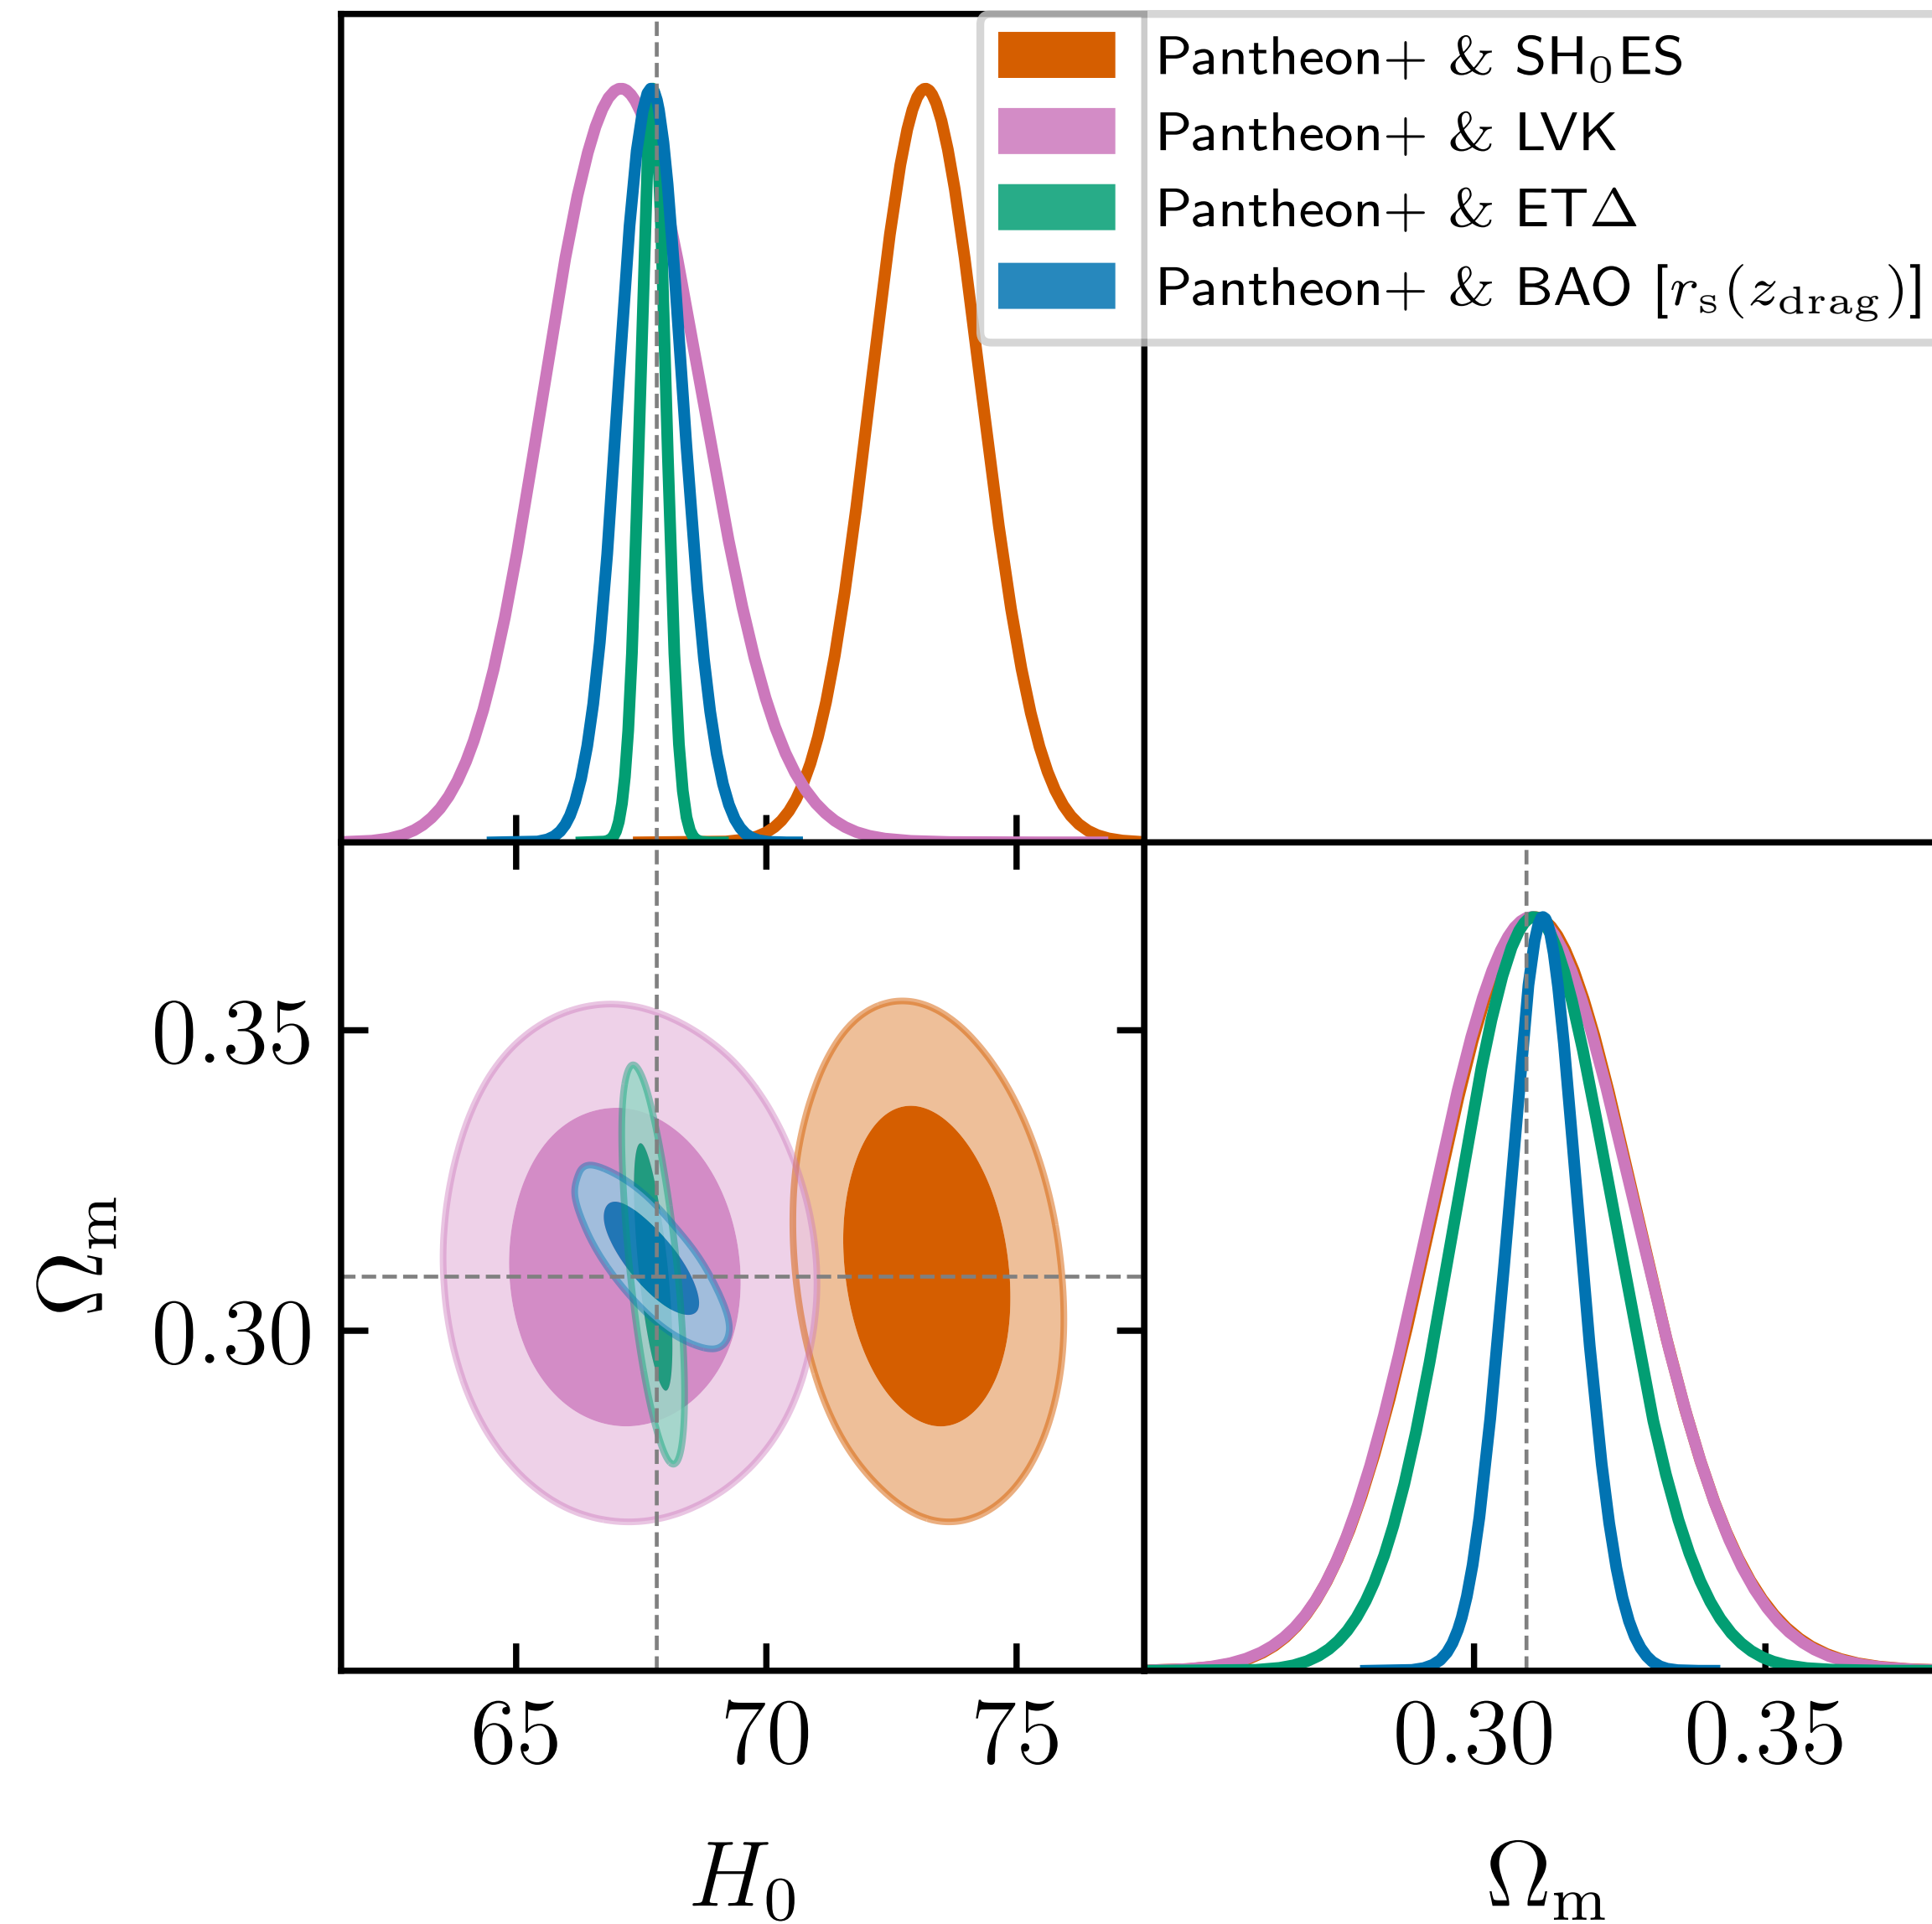 Pantheon+ & SH₀ES
Pantheon+ & LVK
Pantheon+ & ETΔ
Pantheon+ & BAO [rₛ(z_drag)]
0.35
0.30
Ωₘ
65 70 75
0.30 0.35
H₀
Ωₘ